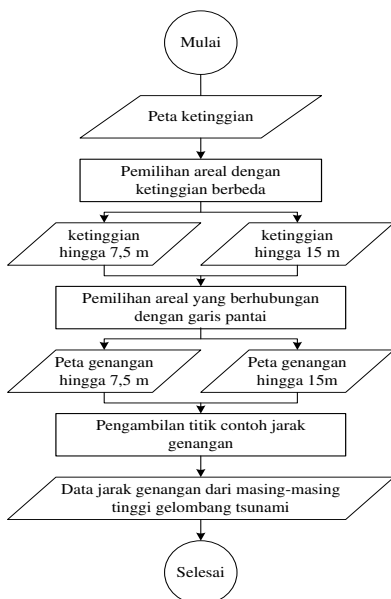 Mulai
Peta ketinggian
Pemilihan areal dengan
ketinggian berbeda
ketinggian
hingga 7,5 m
ketinggian
hingga 15 m
Pemilihan areal yang berhubungan
dengan garis pantai
Peta genangan
hingga 7,5 m
Peta genangan
hingga 15m
Pengambilan titik contoh jarak
genangan
Data jarak genangan dari masing-masing
tinggi gelombang tsunami
Selesai